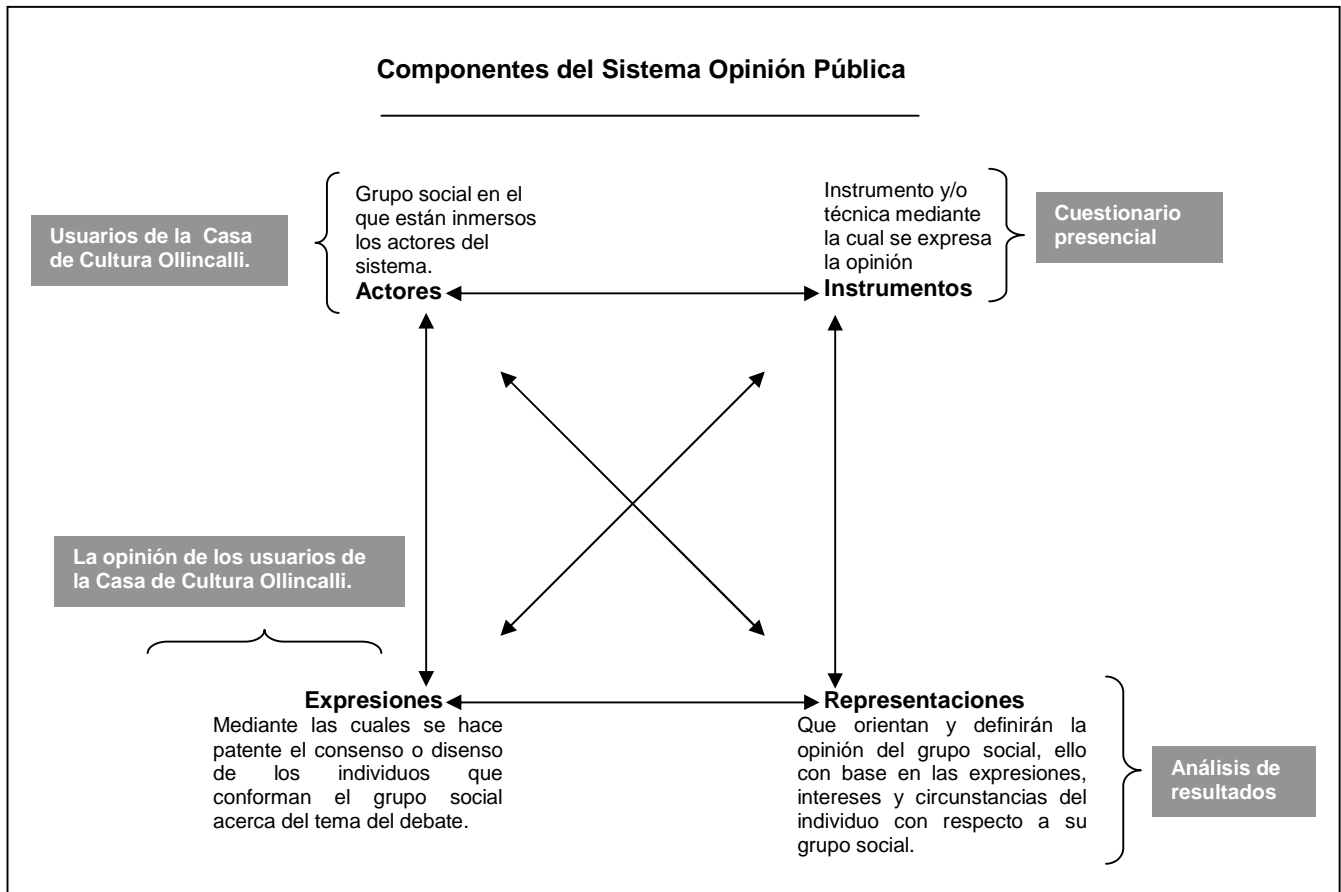 Componentes del Sistema Opinión Pública
Usuarios de la Casa
de Cultura Ollincalli.
Grupo social en el
que están inmersos
los actores del
sistema.
Actores
Instrumento y/o
técnica mediante
la cual se expresa
la opinión
Instrumentos
Cuestionario
presencial
La opinión de los usuarios de
la Casa de Cultura Ollincalli.
Expresiones
Mediante las cuales se hace
patente el consenso o disenso
de los individuos que
conforman el grupo social
acerca del tema del debate.
Representaciones
Que orientan y definirán la
opinión del grupo social, ello
con base en las expresiones,
intereses y circunstancias del
individuo con respecto a su
grupo social.
Análisis de
resultados